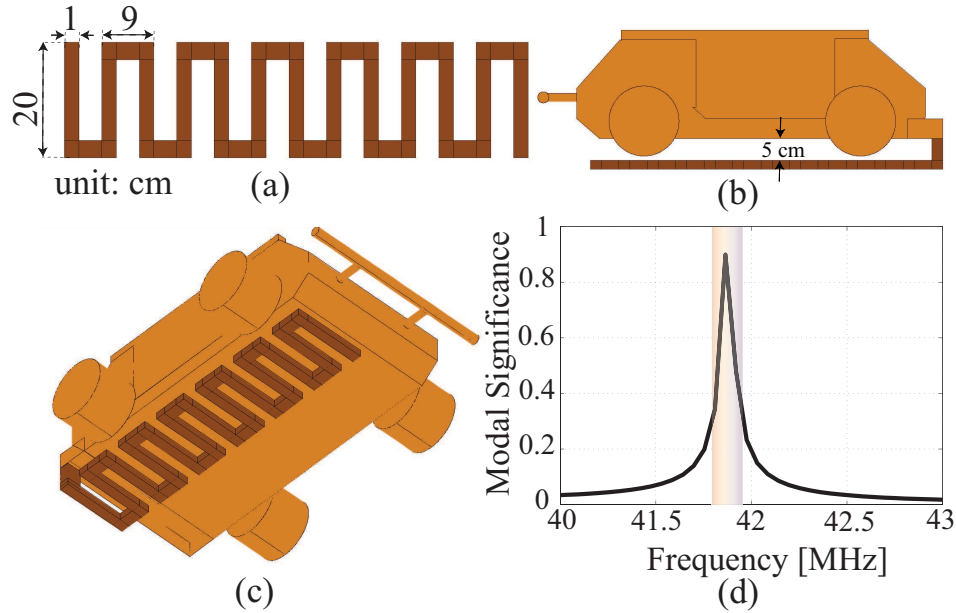 1
9
20
unit: cm
(a)
5 cm
(b)
(c)
Modal Significance
1
0.8
0.6
0.4
0.2
0
40
41.5
42
42.5
43
Frequency [MHz]
(d)